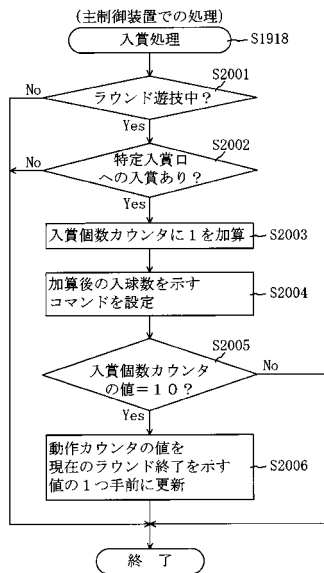 (主制御装置での処理)
入賞処理
S1918
S2001
No
ラウンド遊技中？
Yes
S2002
No
特定入賞口
への入賞あり？
Yes
入賞個数カウンタに１を加算
S2003
加算後の入球数を示す
コマンドを設定
S2004
S2005
入賞個数カウンタ
の値＝１０？
No
Yes
動作カウンタの値を
現在のラウンド終了を示す
値の１つ手前に更新
S2006
終 了